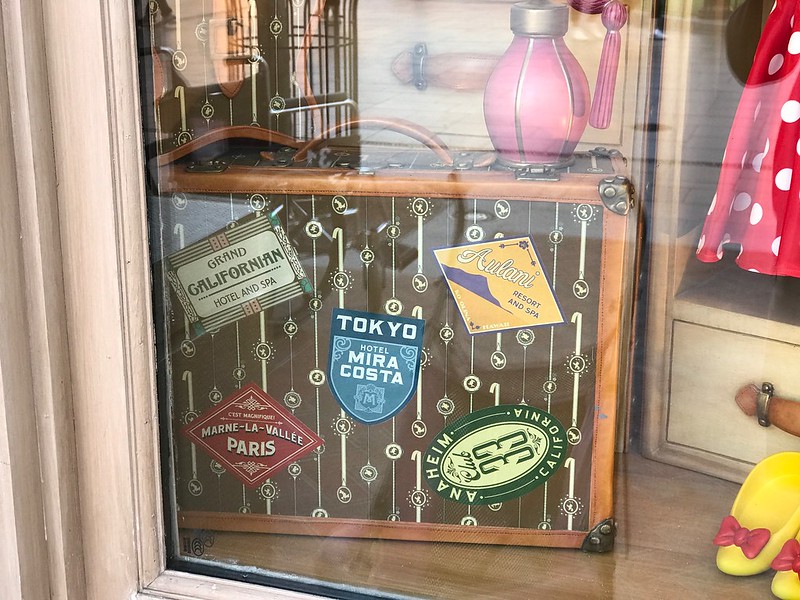 GRAND
CALIFORNIAN
HOTEL AND SPA
Aulani
RESORT
AND SPA
TOKYO
HOTEL
MIRA
COSTA
M
C'EST MAGNIFIQUE!
MARNE-LA-VALLÉE
PARIS
ANAHEIM
CALIFORNIA
Club
33